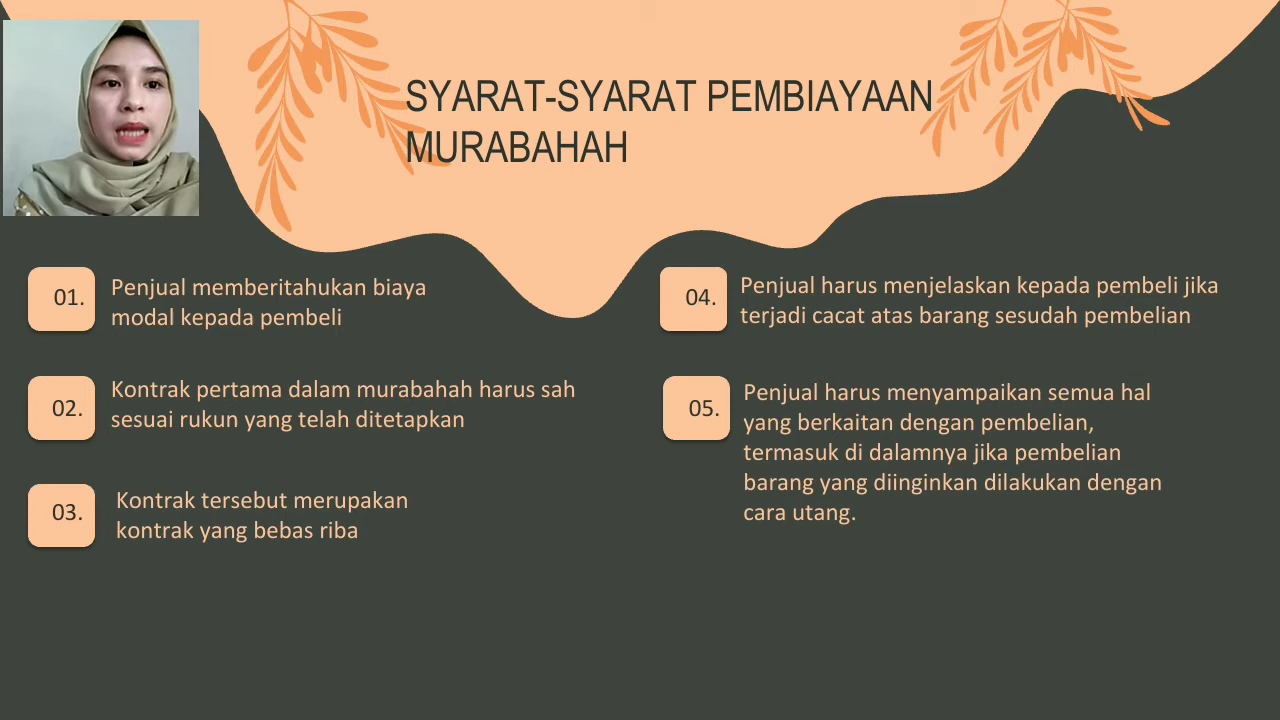 SYARAT-SYARAT PEMBIAYAAN
MURABAHAH
01.
Penjual memberitahukan biaya
modal kepada pembeli
02.
Kontrak pertama dalam murabahah harus sah
sesuai rukun yang telah ditetapkan
03.
Kontrak tersebut merupakan
kontrak yang bebas riba
04.
Penjual harus menjelaskan kepada pembeli jika
terjadi cacat atas barang sesudah pembelian
05.
Penjual harus menyampaikan semua hal
yang berkaitan dengan pembelian,
termasuk di dalamnya jika pembelian
barang yang diinginkan dilakukan dengan
cara utang.